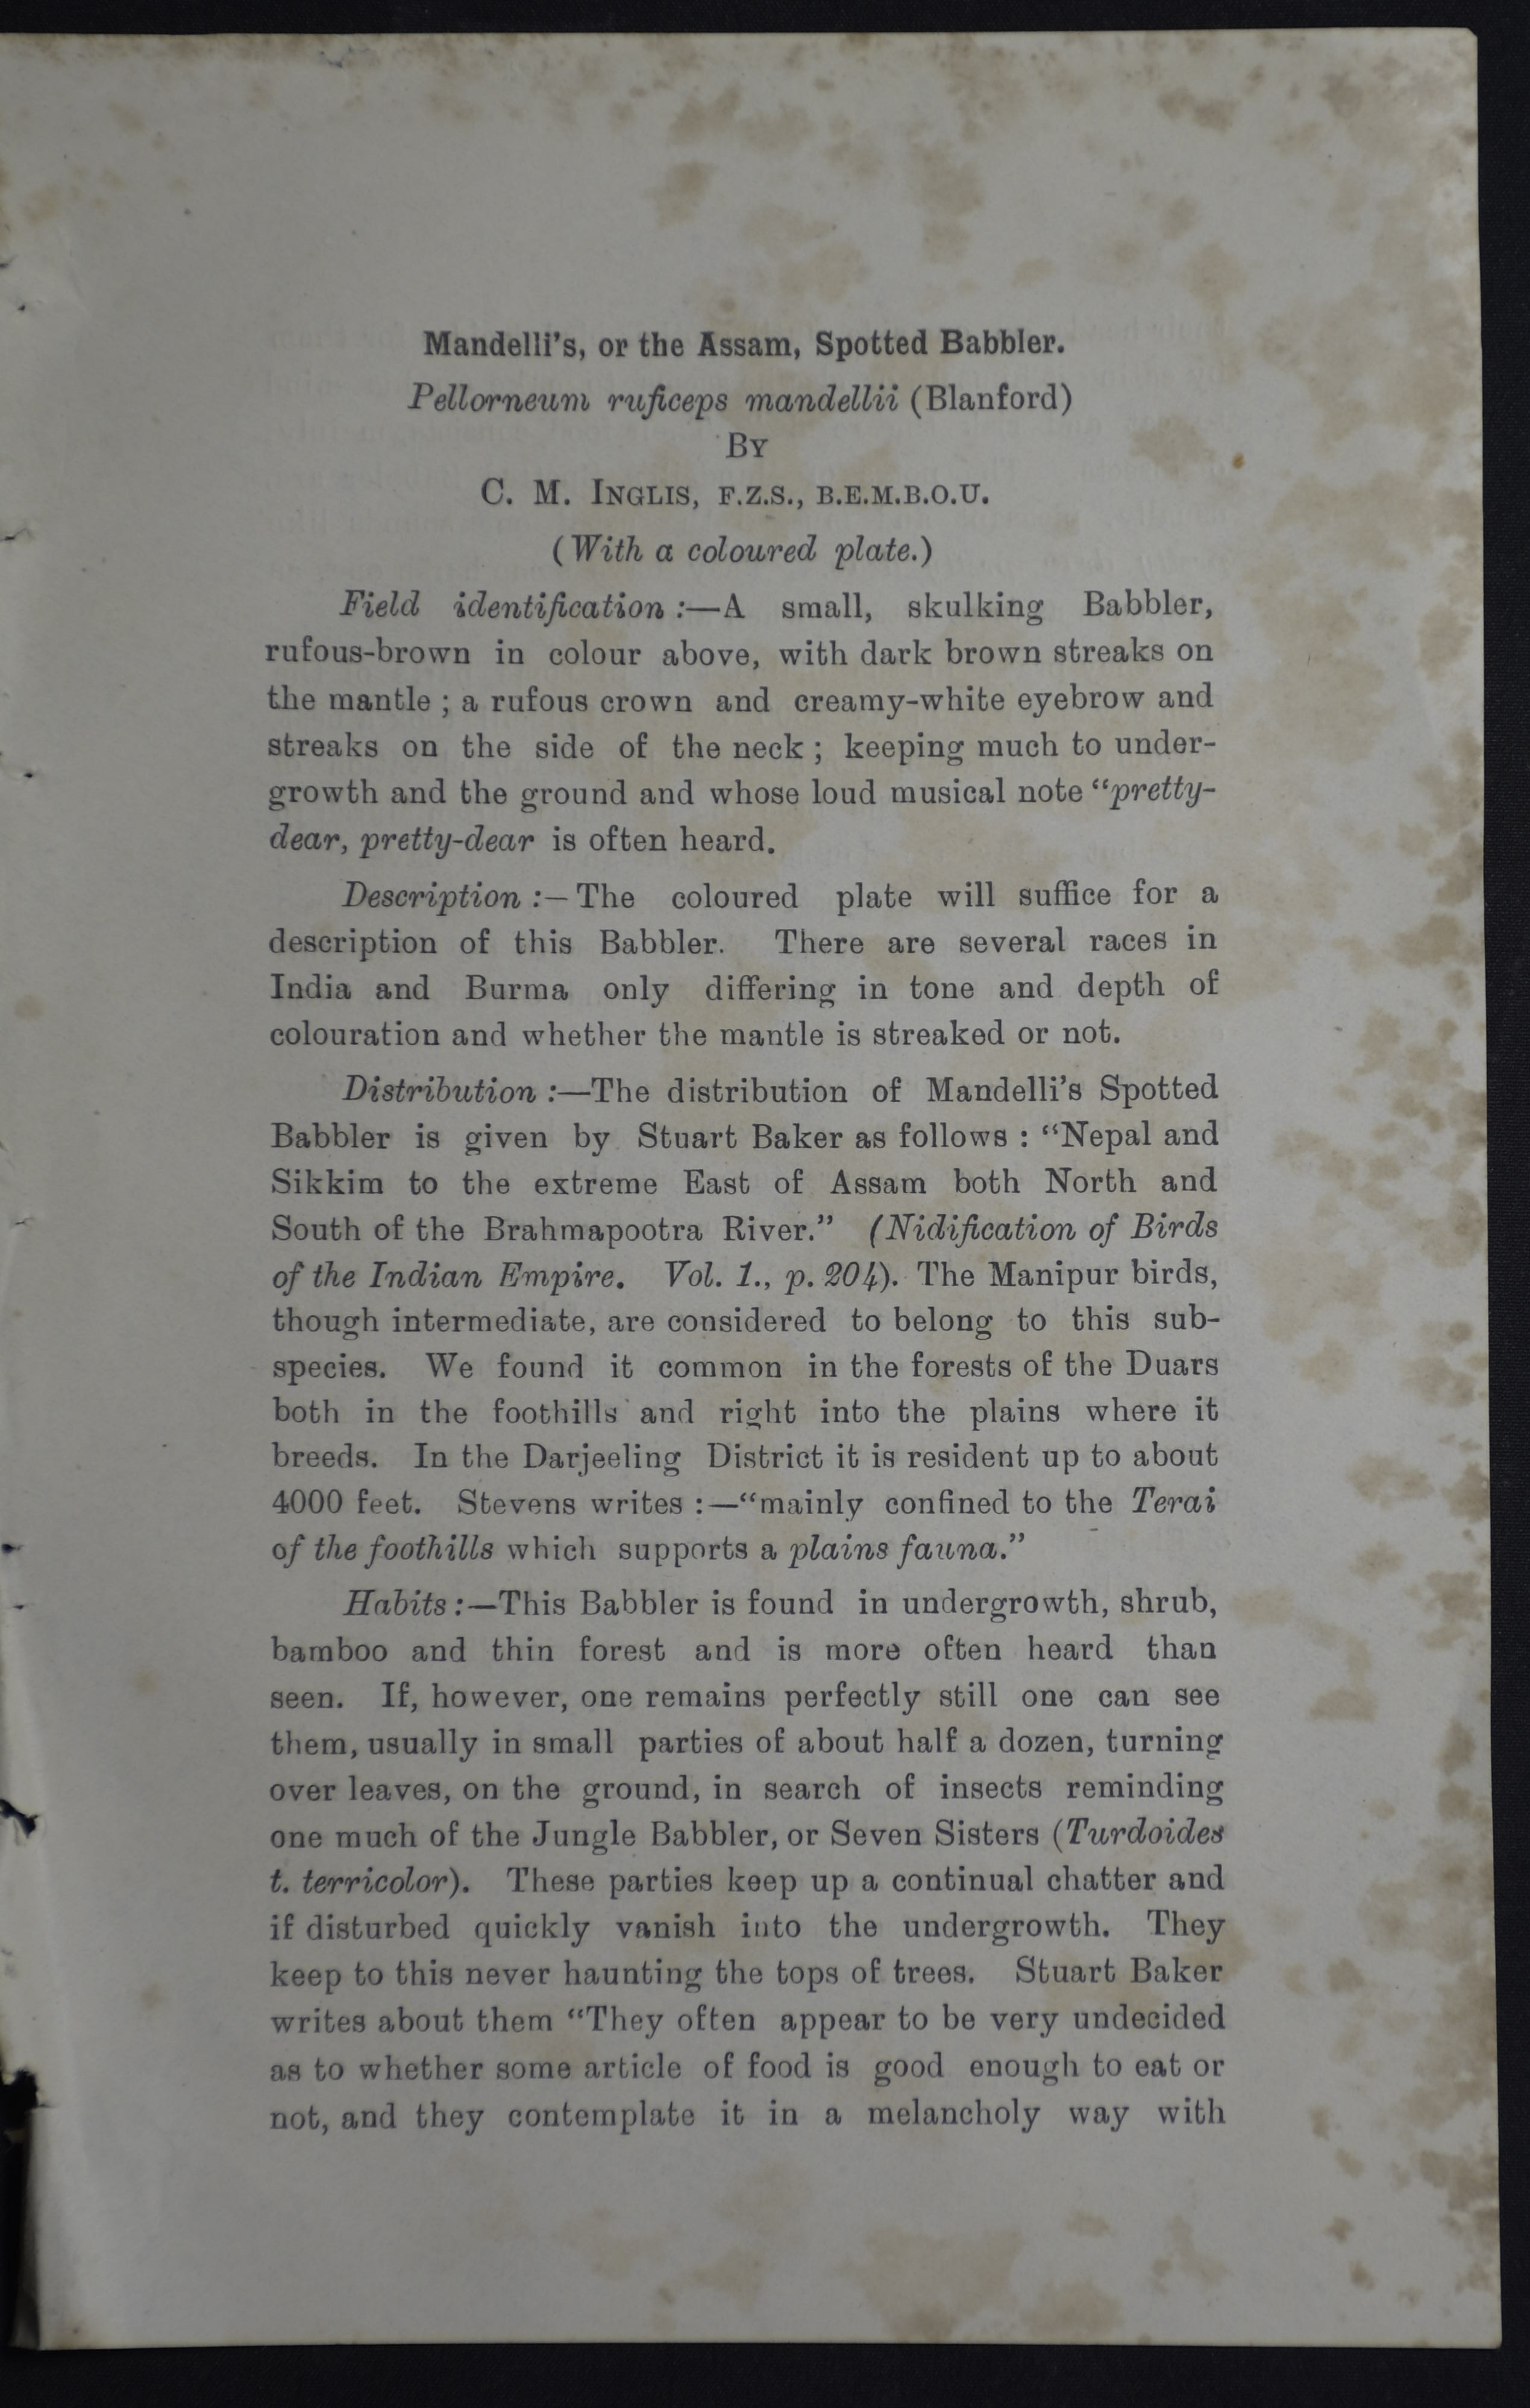 Mandelli's, or the Assam, Spotted Babbler.
Pellorneum ruficeps mandellii (Blanford)
BY
C. M. INGLIS, F.Z.S., B.E.M.B.O.U.
(With a coloured plate.)
Field identification :—A small, skulking Babbler,
rufous-brown in colour above, with dark brown streaks on
the mantle ; a rufous crown and creamy-white eyebrow and
streaks on the side of the neck ; keeping much to under-
growth and the ground and whose loud musical note “pretty-
dear, pretty-dear is often heard.
Description :—The coloured plate will suffice for a
description of this Babbler. There are several races in
India and Burma only differing in tone and depth of
colouration and whether the mantle is streaked or not.
Distribution :—The distribution of Mandelli's Spotted
Babbler is given by Stuart Baker as follows : “Nepal and
Sikkim to the extreme East of Assam both North and
South of the Brahmapootra River.” (Nidification of Birds
of the Indian Empire. Vol. 1., p. 204). The Manipur birds,
though intermediate, are considered to belong to this sub-
species. We found it common in the forests of the Duars
both in the foothills and right into the plains where it
breeds. In the Darjeeling District it is resident up to about
4000 feet. Stevens writes :—“mainly confined to the Terai
of the foothills which supports a plains fauna.”
Habits :—This Babbler is found in undergrowth, shrub,
bamboo and thin forest and is more often heard than
seen. If, however, one remains perfectly still one can see
them, usually in small parties of about half a dozen, turning
over leaves, on the ground, in search of insects reminding
one much of the Jungle Babbler, or Seven Sisters (Turdoides
t. terricolor). These parties keep up a continual chatter and
if disturbed quickly vanish into the undergrowth. They
keep to this never haunting the tops of trees. Stuart Baker
writes about them “They often appear to be very undecided
as to whether some article of food is good enough to eat or
not, and they contemplate it in a melancholy way with